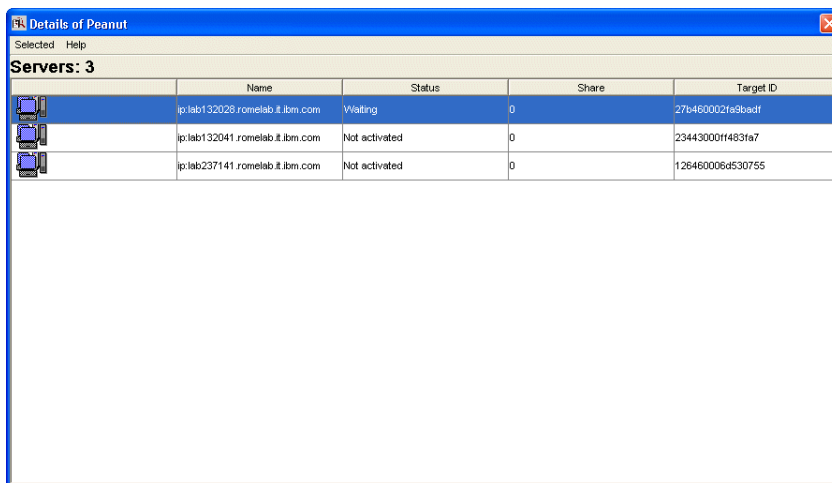 Details of Peanut
Selected Help
Servers: 3
Name Status Share Target ID
ip:lab132028.romelab.it.ibm.com Waiting 0 27b460002fa9badf
ip:lab132041.romelab.it.ibm.com Not activated 0 23443000ff483fa7
ip:lab237141.romelab.it.ibm.com Not activated 0 126460006d530755